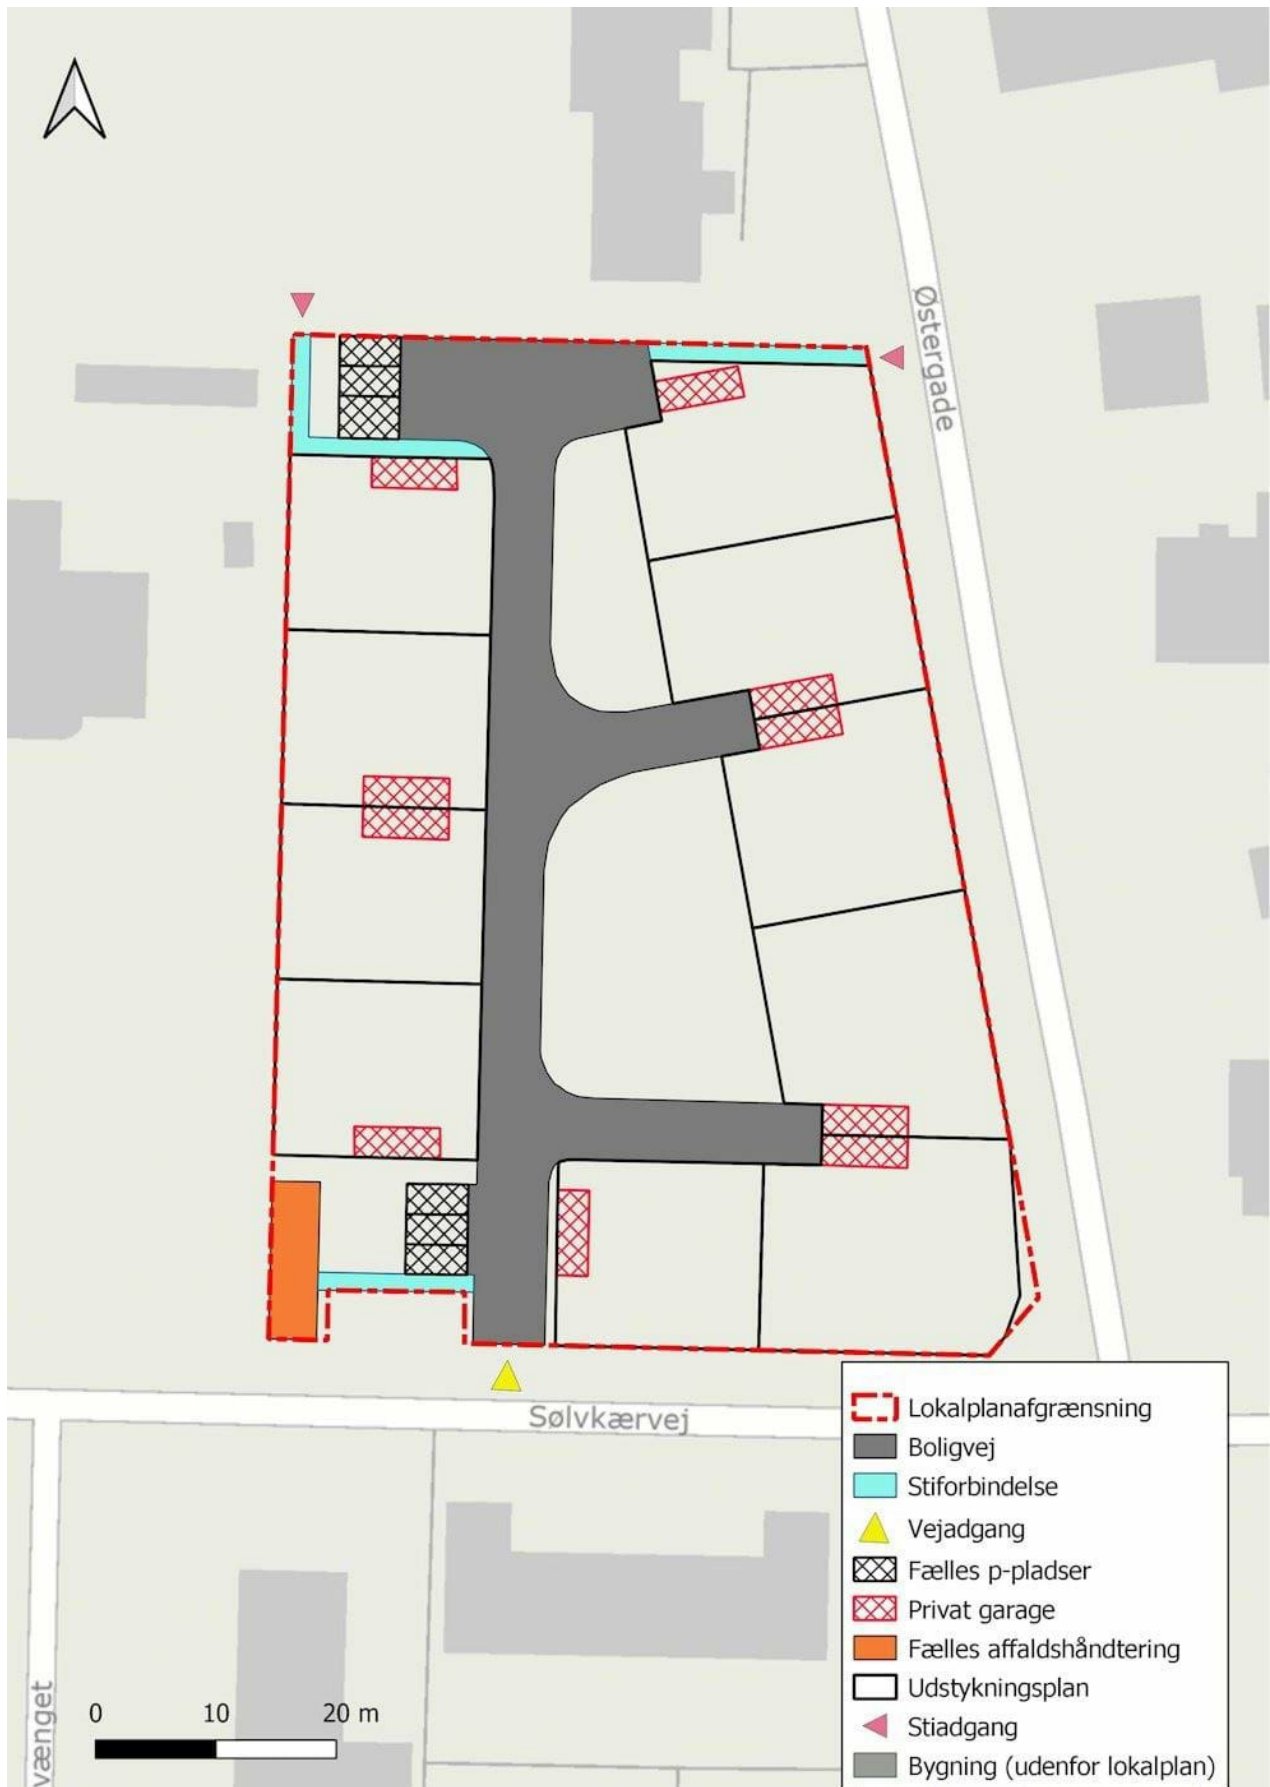 Østergade
Sølvkærvej
vænget
0 10 20 m
Lokalplanafgrænsning
Boligvej
Stiforbindelse
Vejadgang
Fælles p-pladser
Privat garage
Fælles affaldshåndtering
Udstykningsplan
Stiadgang
Bygning (udenfor lokalplan)